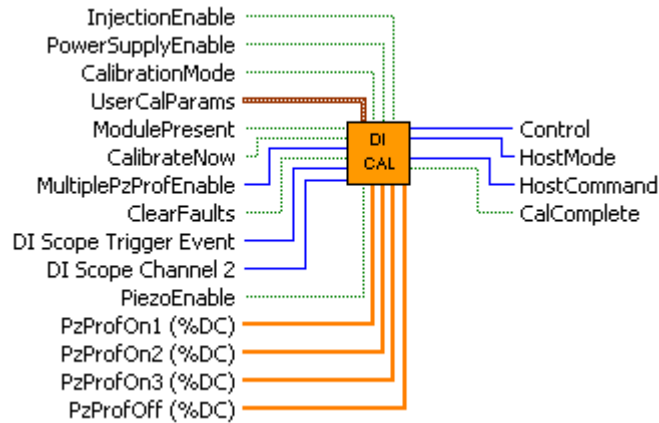 InjectionEnable
PowerSupplyEnable
CalibrationMode
UserCalParams
ModulePresent
CalibrateNow
MultiplePzProfEnable
ClearFaults
DI Scope Trigger Event
DI Scope Channel 2
PiezoEnable
PzProfOn1 (%DC)
PzProfOn2 (%DC)
PzProfOn3 (%DC)
PzProfOff (%DC)
DI
CAL
Control
HostMode
HostCommand
CalComplete